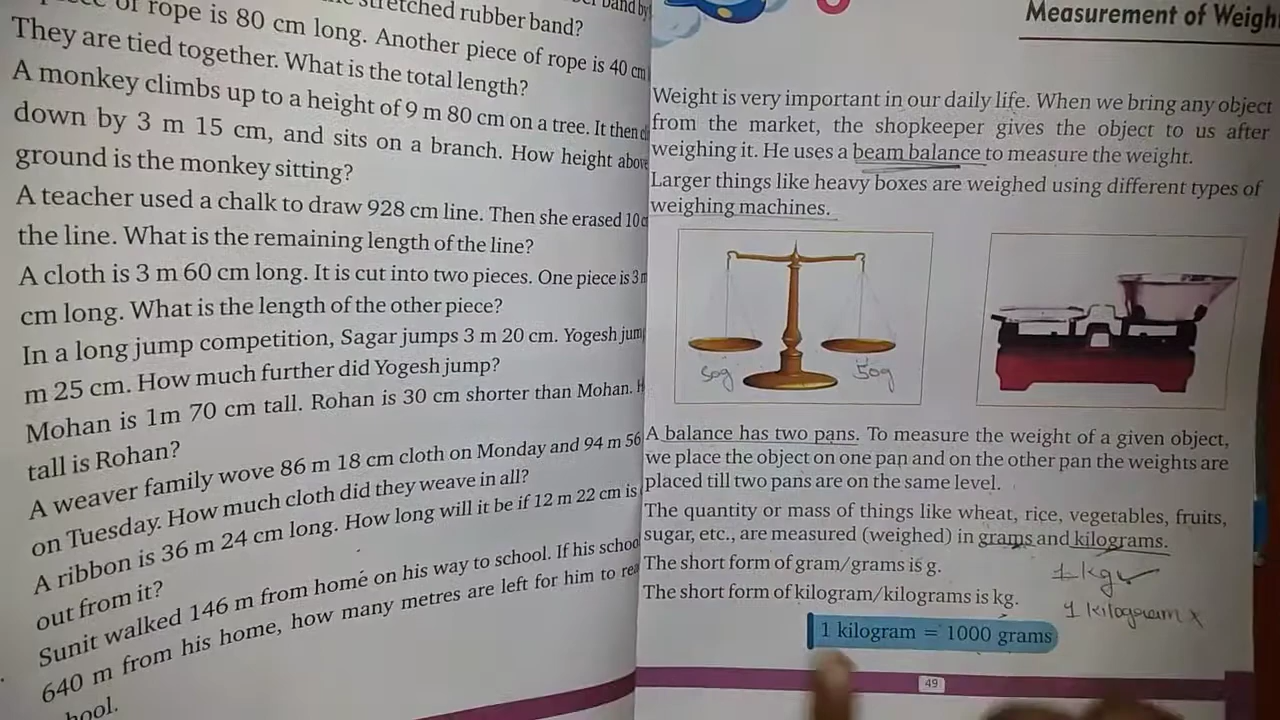 of rope is 80 cm long. Another piece of rope is 40 cm
stretched rubber band?
They are tied together. What is the total length?
A monkey climbs up to a height of 9 m 80 cm on a tree. It then
down by 3 m 15 cm, and sits on a branch. How height above
ground is the monkey sitting?
A teacher used a chalk to draw 928 cm line. Then she erased 10
the line. What is the remaining length of the line?
A cloth is 3 m 60 cm long. It is cut into two pieces. One piece is 3 m
cm long. What is the length of the other piece?
In a long jump competition, Sagar jumps 3 m 20 cm. Yogesh
m 25 cm. How much further did Yogesh jump?
Mohan is 1m 70 cm tall. Rohan is 30 cm shorter than Mohan.
tall is Rohan?
A weaver family wove 86 m 18 cm cloth on Monday and 94 m 56
on Tuesday. How much cloth did they weave in all?
A ribbon is 36 m 24 cm long. How long will it be if 12 m 22 cm is
out from it?
Sunit walked 146 m from home on his way to school. If his
640 m from his home, how many metres are left for him to
Measurement of
Weight is very important in our daily life. When we bring any object
from the market, the shopkeeper gives the object to us after
weighing it. He uses a beam balance to measure the weight.
Larger things like heavy boxes are weighed using different types of
weighing machines.
50g 50g
A balance has two pans. To measure the weight of a given object,
we place the object on one pan and on the other pan the weights are
placed till two pans are on the same level.
The quantity or mass of things like wheat, rice, vegetables, fruits,
sugar, etc., are measured (weighed) in grams and kilograms.
The short form of gram/grams is g.
1 kg ✓
The short form of kilogram/kilograms is kg.
1 kilogram x
1 kilogram = 1000 grams
49